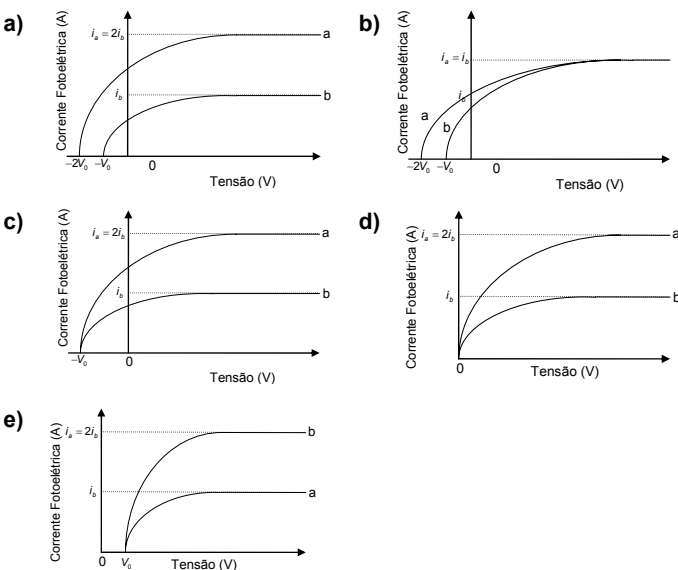 a)
Corrente Fotoelétrica (A)
i_a = 2i_b
a
i_b
b
−2V_0 −V_0 0
Tensão (V)
b)
Corrente Fotoelétrica (A)
i_a = i_b
i_b
a
b
−2V_0 −V_0 0
Tensão (V)
c)
Corrente Fotoelétrica (A)
i_a = 2i_b
a
i_b
b
−V_0 0
Tensão (V)
d)
Corrente Fotoelétrica (A)
i_a = 2i_b
a
i_b
b
0
Tensão (V)
e)
Corrente Fotoelétrica (A)
i_a = 2i_b
b
i_b
a
0 V_0 Tensão (V)